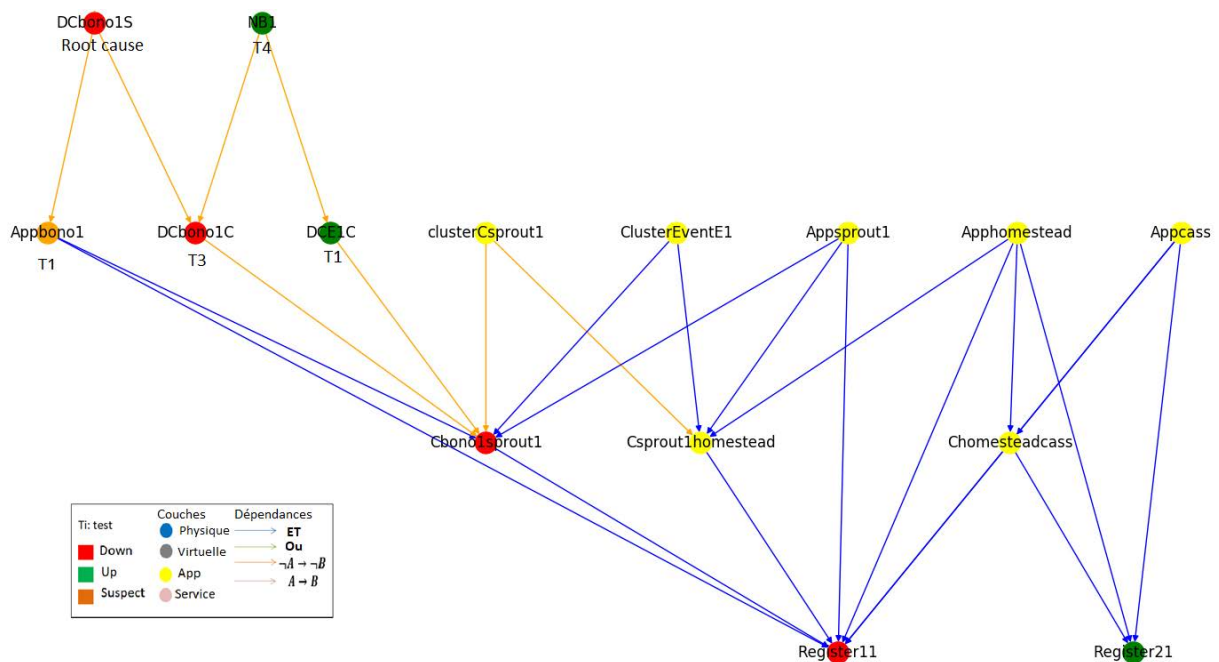 DCbono1S
Root cause
NB1
T4
Appbono1
T1
DCbono1C
T3
DCE1C
T1
clusterCsprout1
ClusterEventE1
Appsprout1
Apphomestead
Appcass
Cbono1sprout1
Csprout1homestead
Chomesteadcass
Ti: test
Down
Up
Suspect
Couches
Physique
Virtuelle
App
Service
Dépendances
ET
Ou
¬A → ¬B
A → B
Register11
Register21